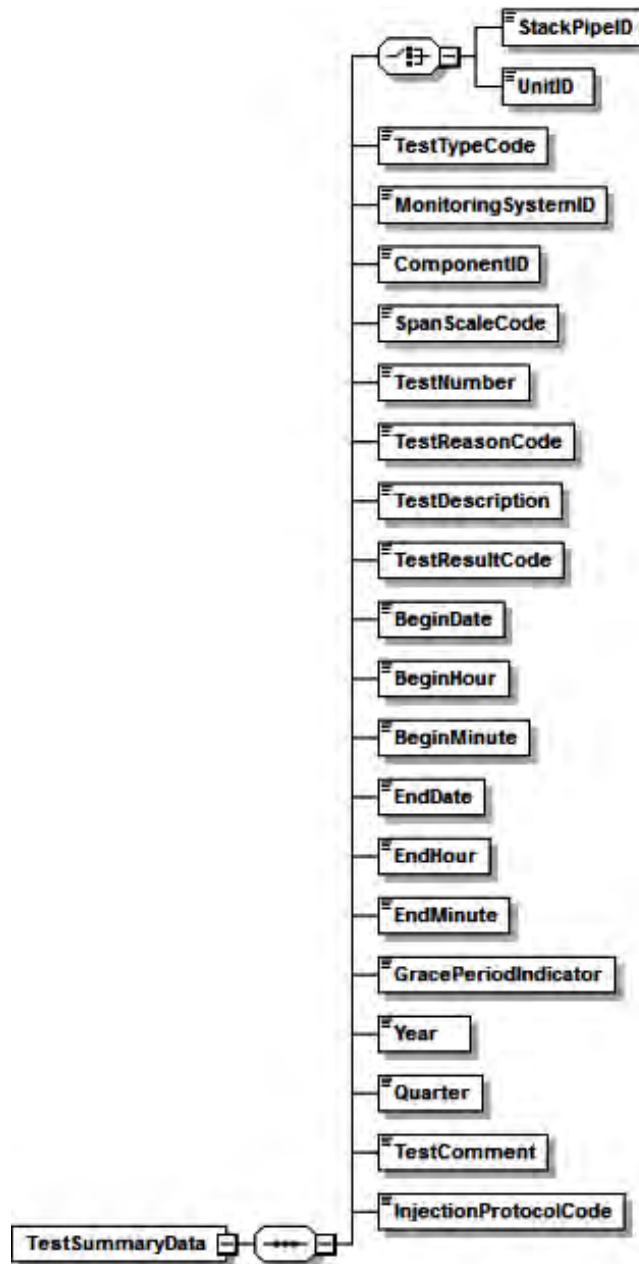 StackPipeID
UnitID
TestTypeCode
MonitoringSystemID
ComponentID
SpanScaleCode
TestNumber
TestReasonCode
TestDescription
TestResultCode
BeginDate
BeginHour
BeginMinute
EndDate
EndHour
EndMinute
GracePeriodIndicator
Year
Quarter
TestComment
InjectionProtocolCode
TestSummaryData